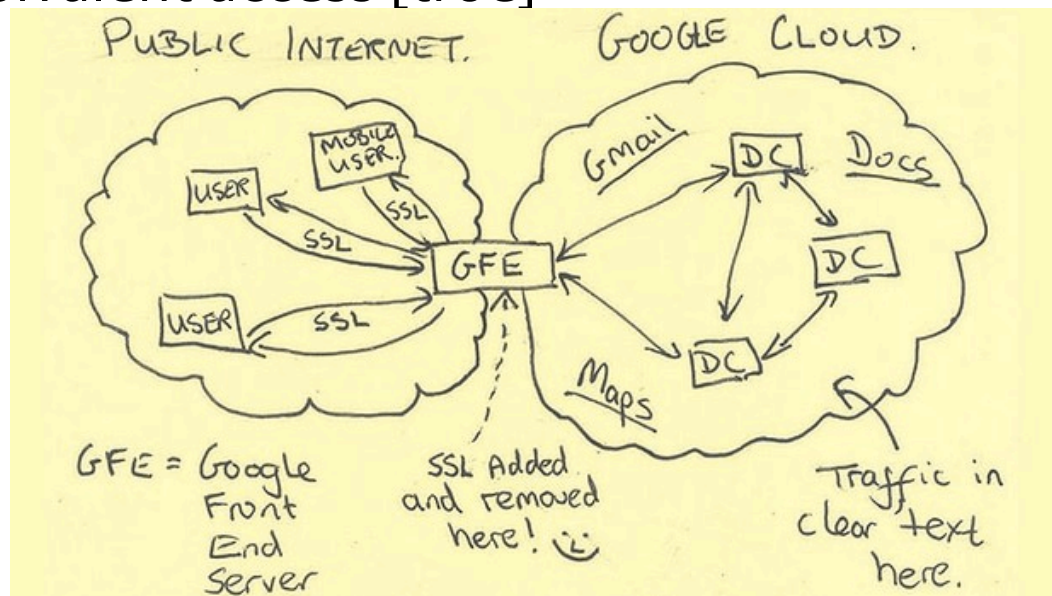 PUBLIC INTERNET.
GOOGLE CLOUD.
MOBILE
USER.
USER
SSL
SSL
USER
SSL
GFE
Gmail
DC
Docs
DC
DC
Maps
GFE = Google
Front
End
Server
SSL Added
and removed
here!
Traffic in
clear text
here.